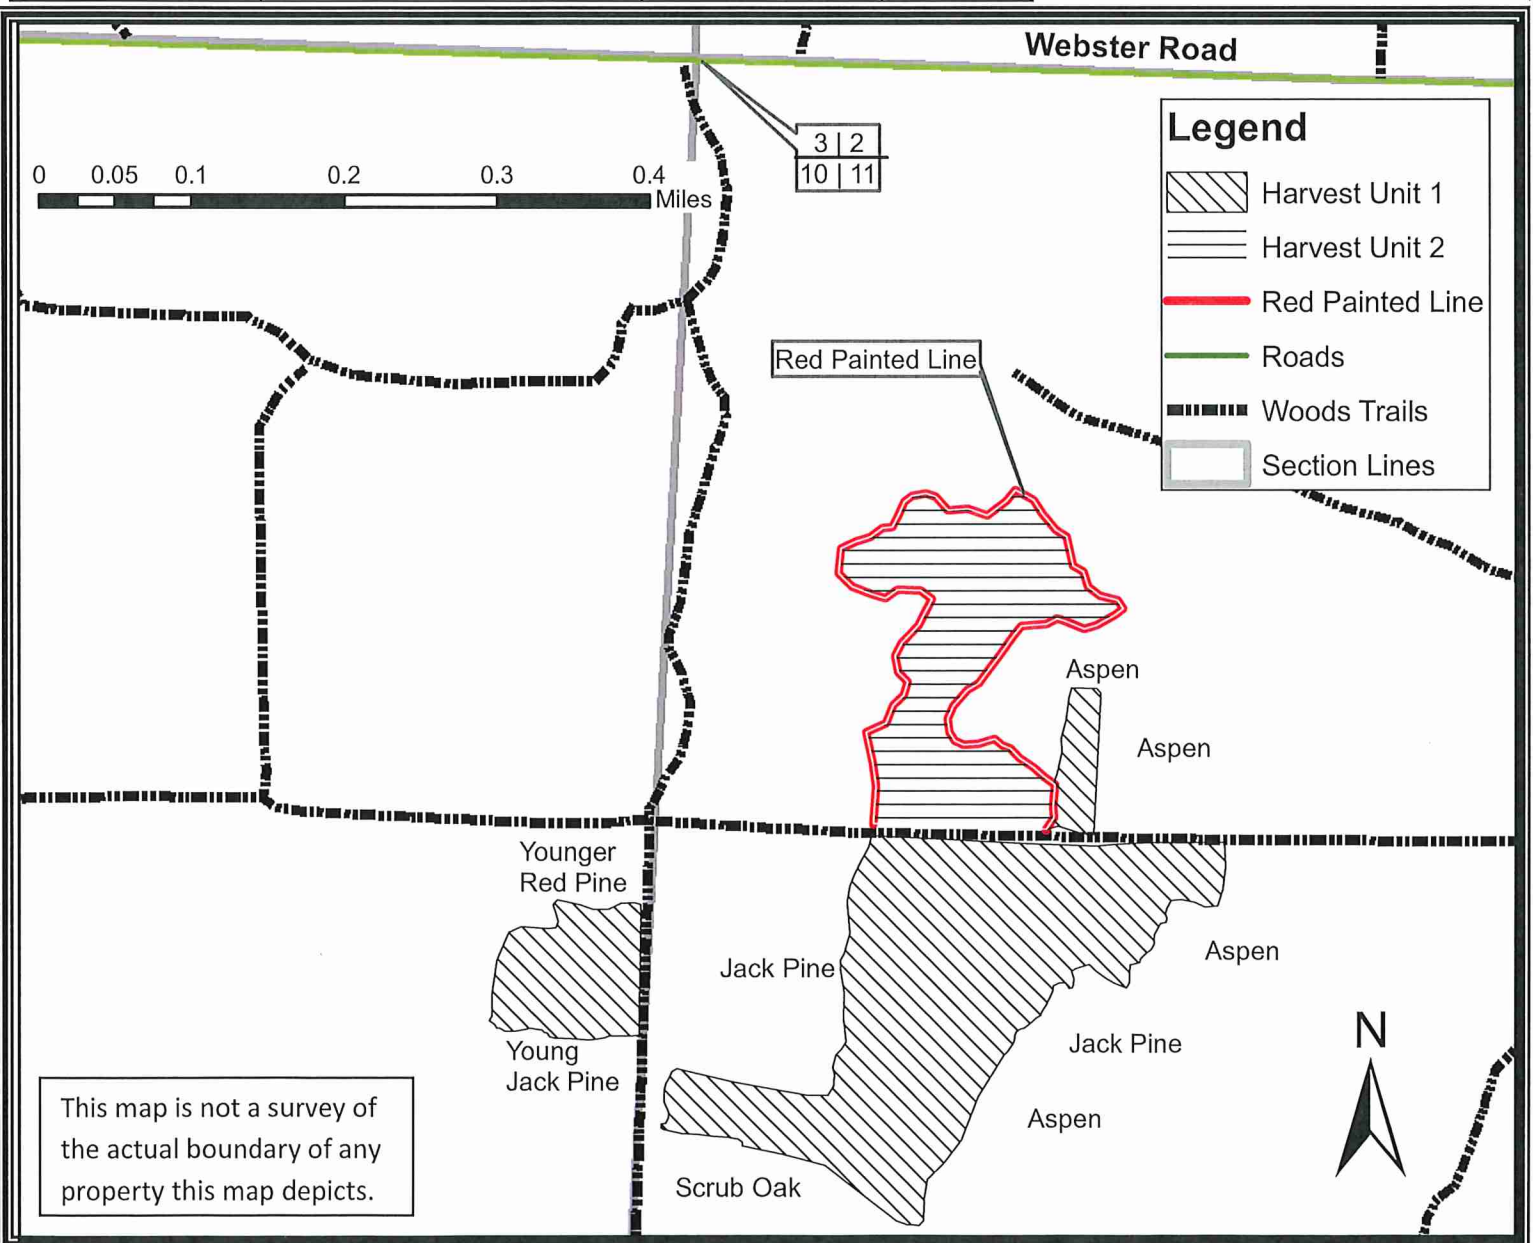 Webster Road
3 | 2
10 | 11
0 0.05 0.1 0.2 0.3 0.4
Miles
Legend
Harvest Unit 1
Harvest Unit 2
Red Painted Line
Roads
Woods Trails
Section Lines
Red Painted Line
Aspen
Aspen
Younger
Red Pine
Jack Pine
Aspen
Young
Jack Pine
Jack Pine
Aspen
Scrub Oak
N
This map is not a survey of
the actual boundary of any
property this map depicts.